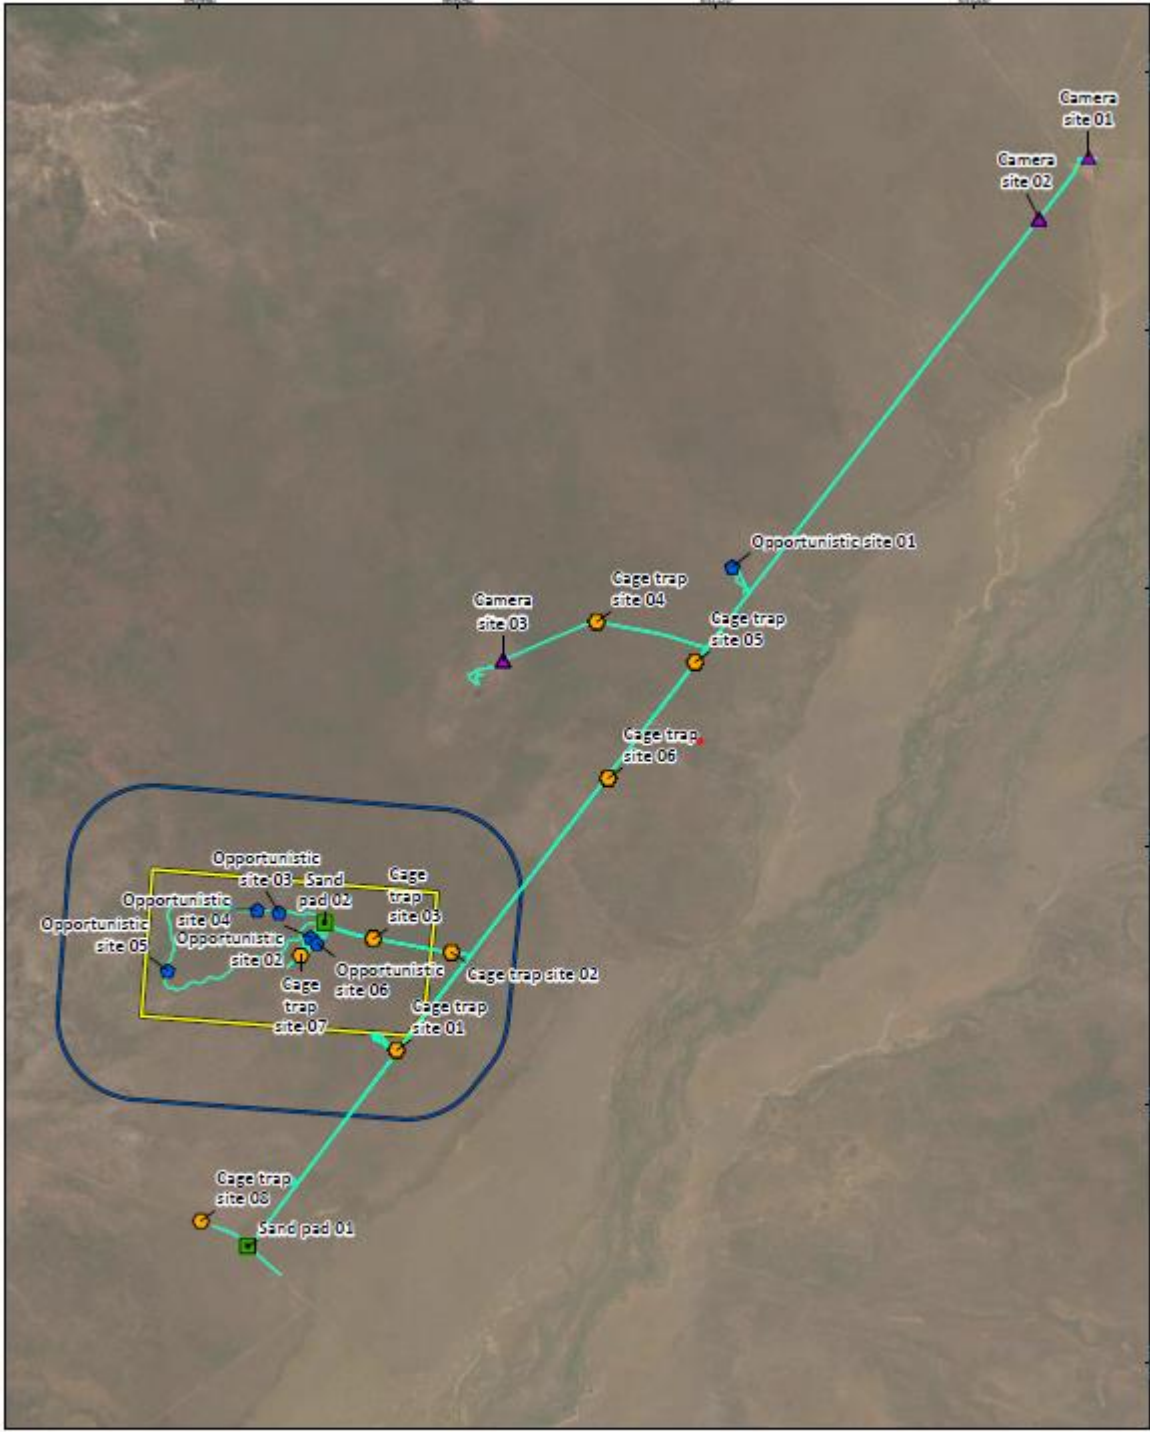 Camera
site 01
Camera
site 02
Opportunistic site 01
Cage trap
site 04
Camera
site 03
Cage trap
site 05
Cage trap
site 06
Opportunistic
site 03
Sand
pad 02
Cage
trap
site 03
Opportunistic
site 04
Opportunistic
site 05
Opportunistic
site 02
Opportunistic
site 06
Cage trap site 02
Cage
trap
site 07
Cage trap
site 01
Cage trap
site 08
Sand pad 01